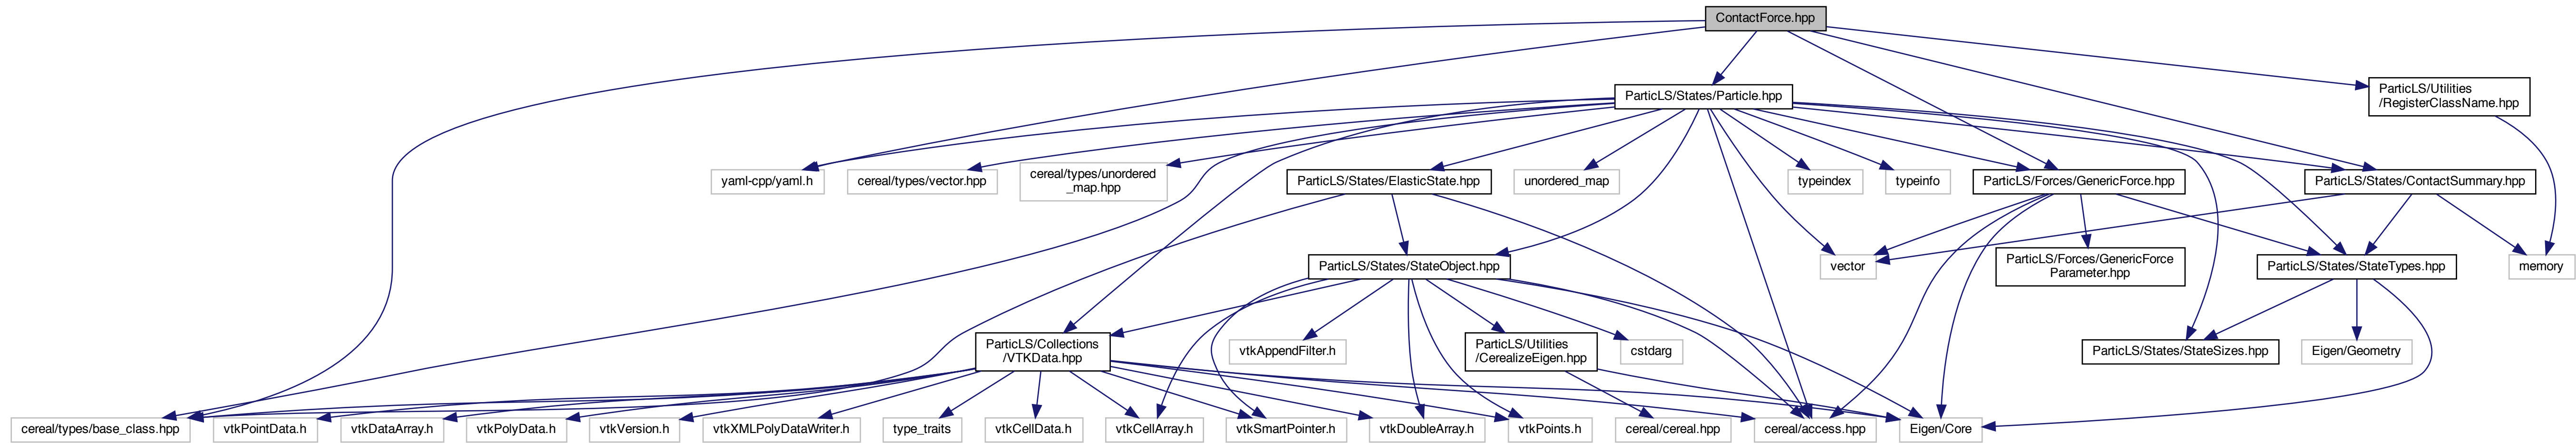 ContactForce.hpp
ParticLS/States/Particle.hpp
ParticLS/Utilities
/RegisterClassName.hpp
yaml-cpp/yaml.h
cereal/types/vector.hpp
cereal/types/unordered
_map.hpp
ParticLS/States/ElasticState.hpp
unordered_map
typeindex
typeinfo
ParticLS/Forces/GenericForce.hpp
ParticLS/States/ContactSummary.hpp
ParticLS/States/StateObject.hpp
vector
ParticLS/Forces/GenericForce
Parameter.hpp
ParticLS/States/StateTypes.hpp
memory
ParticLS/Collections
/VTKData.hpp
vtkAppendFilter.h
ParticLS/Utilities
/CerealizeEigen.hpp
cstdarg
ParticLS/States/StateSizes.hpp
Eigen/Geometry
cereal/types/base_class.hpp
vtkPointData.h
vtkDataArray.h
vtkPolyData.h
vtkVersion.h
vtkXMLPolyDataWriter.h
type_traits
vtkCellData.h
vtkCellArray.h
vtkSmartPointer.h
vtkDoubleArray.h
vtkPoints.h
cereal/cereal.hpp
cereal/access.hpp
Eigen/Core